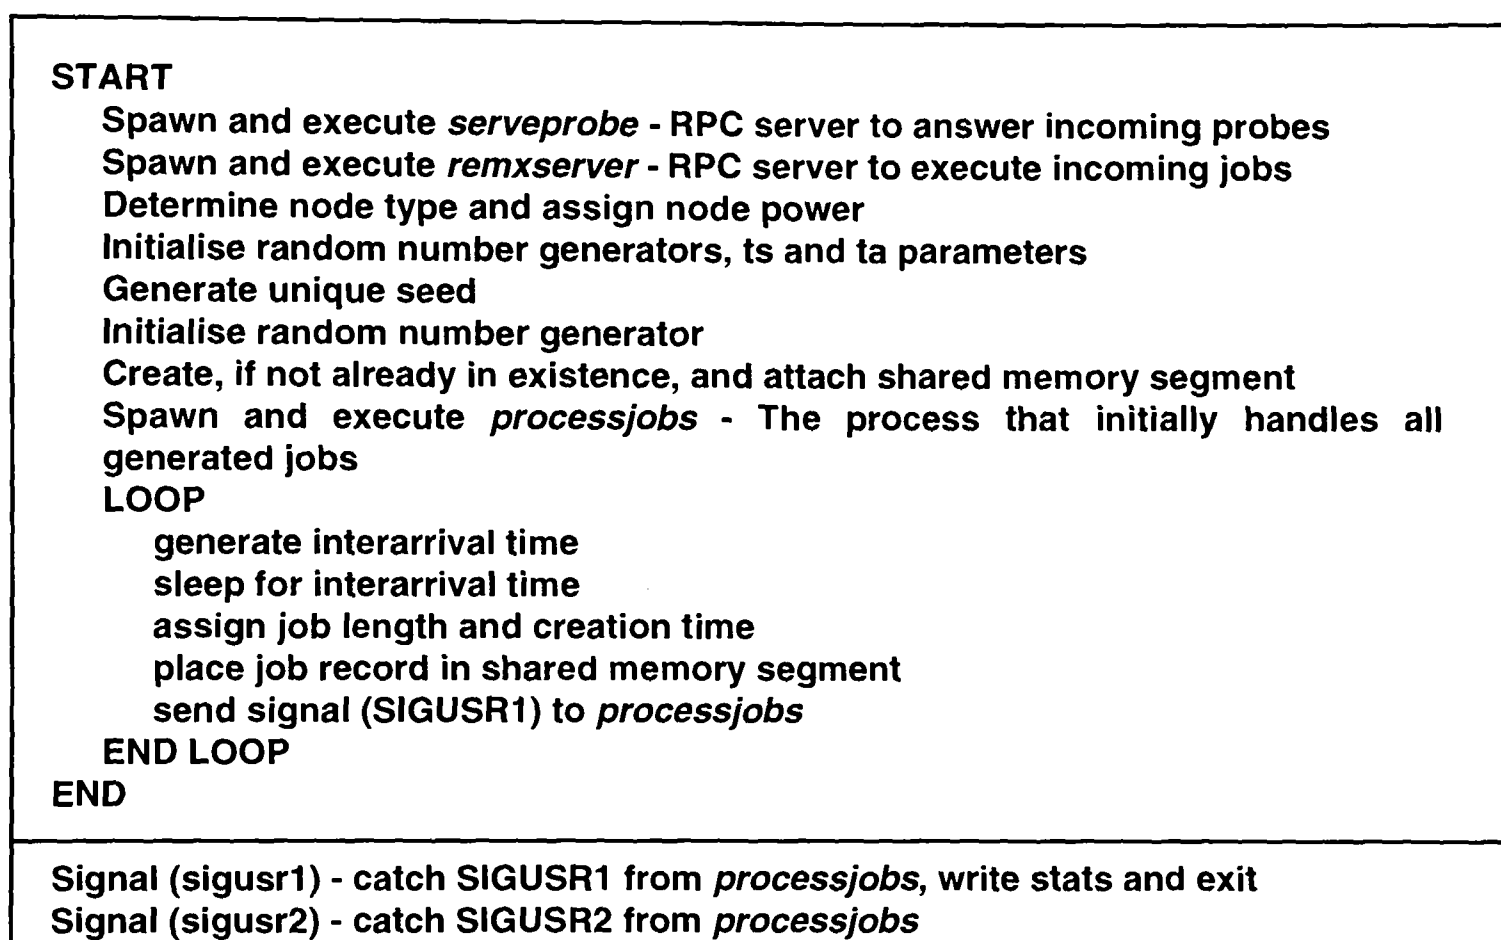 START
Spawn and execute serveprobe - RPC server to answer incoming probes
Spawn and execute remxserver - RPC server to execute incoming jobs
Determine node type and assign node power
Initialise random number generators, ts and ta parameters
Generate unique seed
Initialise random number generator
Create, if not already in existence, and attach shared memory segment
Spawn and execute processjobs - The process that initially handles all
generated jobs
LOOP
generate interarrival time
sleep for interarrival time
assign job length and creation time
place job record in shared memory segment
send signal (SIGUSR1) to processjobs
END LOOP
END
Signal (sigusr1) - catch SIGUSR1 from processjobs, write stats and exit
Signal (sigusr2) - catch SIGUSR2 from processjobs